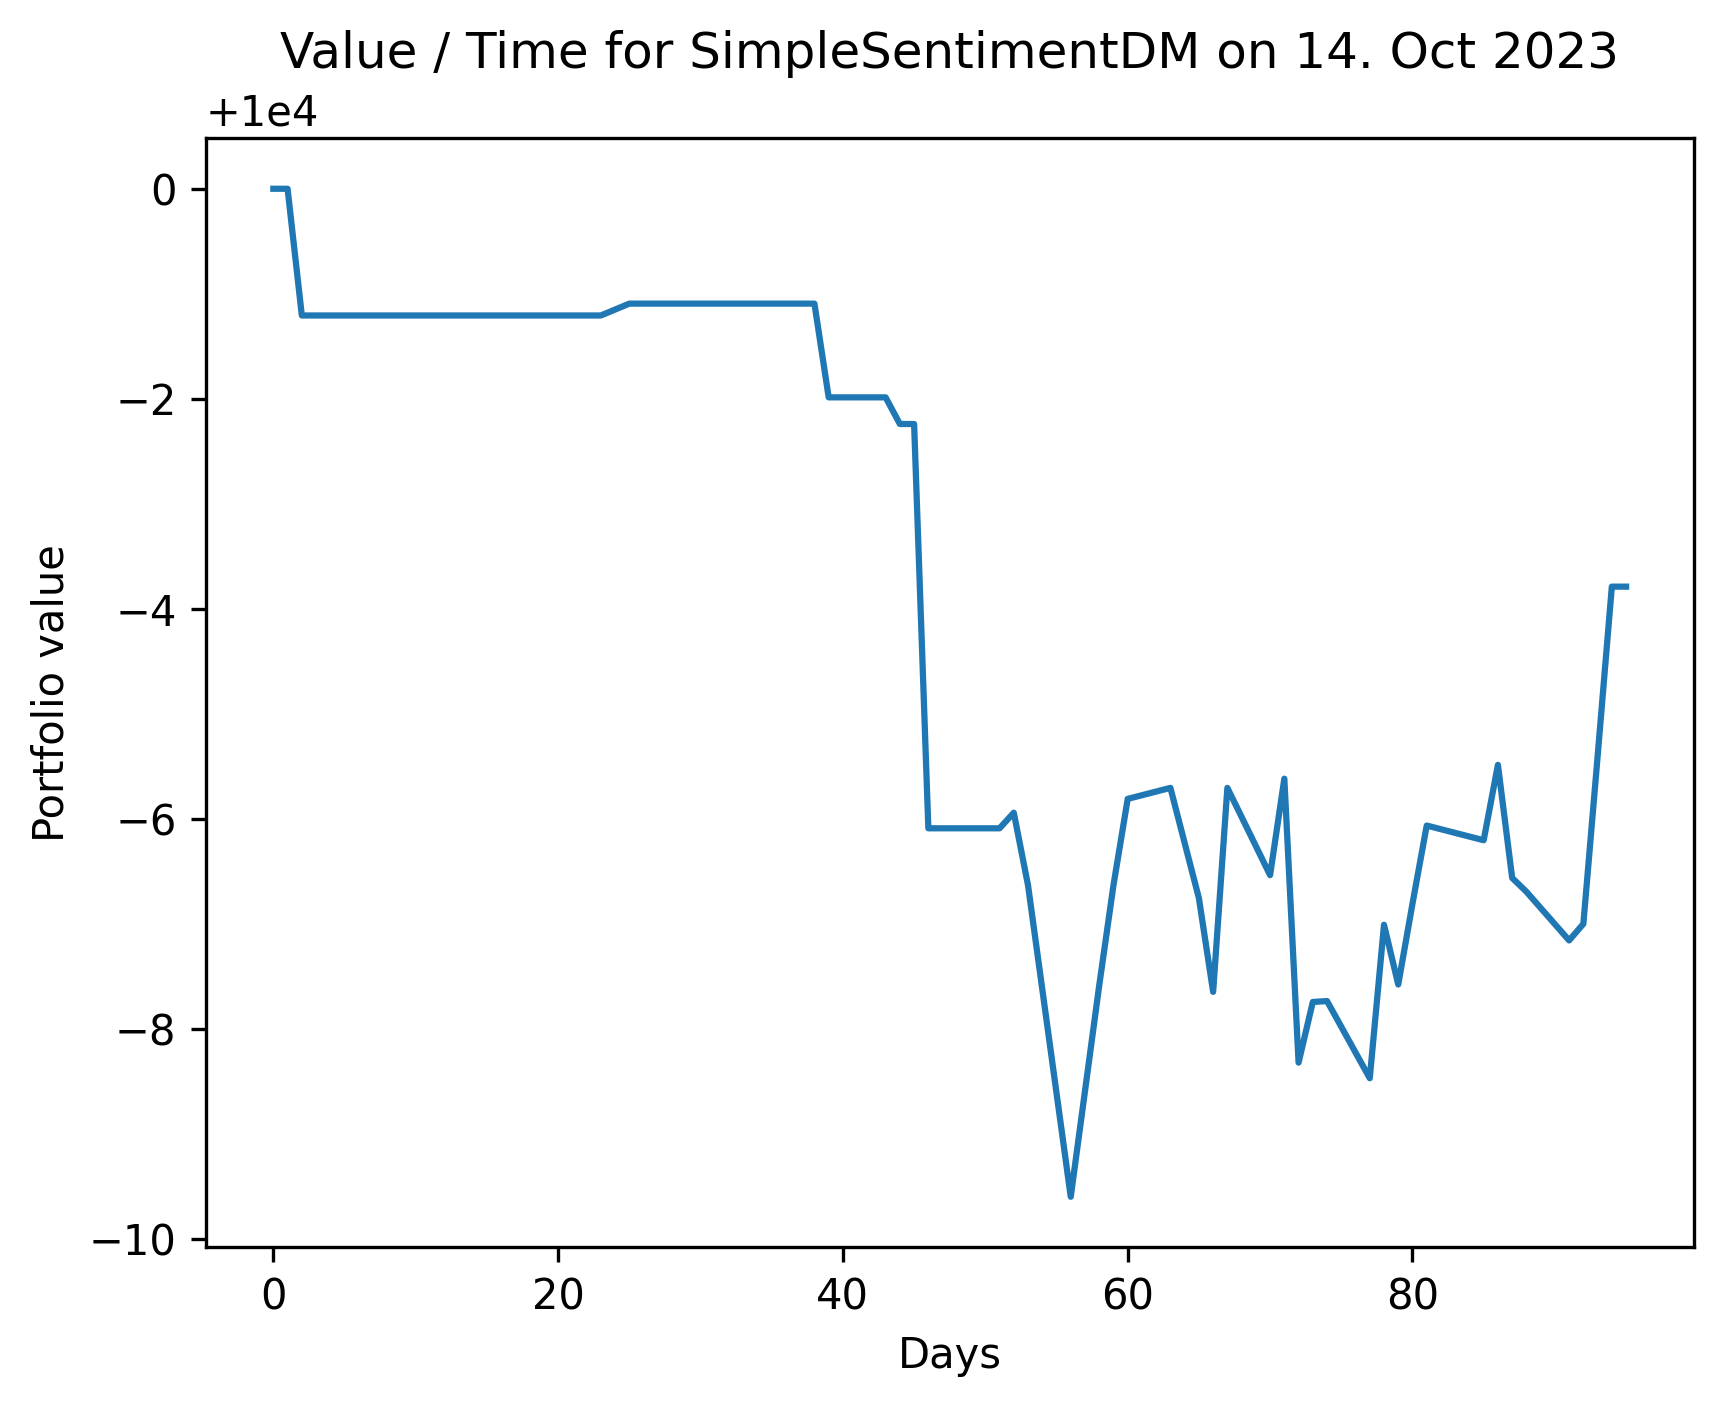 Value / Time for SimpleSentimentDM on 14. Oct 2023
+1e4
0
−2
−4
−6
−8
−10
Portfolio value
0 20 40 60 80
Days